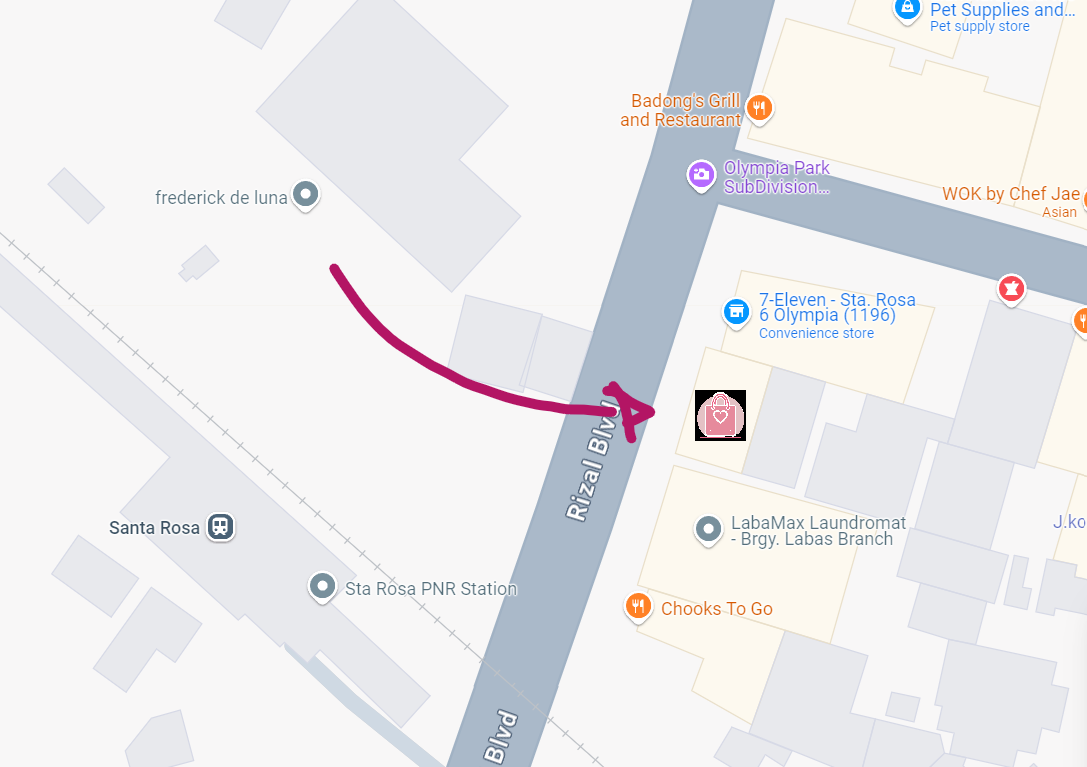 Pet Supplies and...
Pet supply store
Badong's Grill
and Restaurant
Olympia Park
SubDivision...
frederick de luna
WOK by Chef Jae
Asian
7-Eleven - Sta. Rosa
6 Olympia (1196)
Convenience store
Rizal Blvd
LabaMax Laundromat
- Brgy. Labas Branch
J.ko
Santa Rosa
Sta Rosa PNR Station
Chooks To Go
Blvd